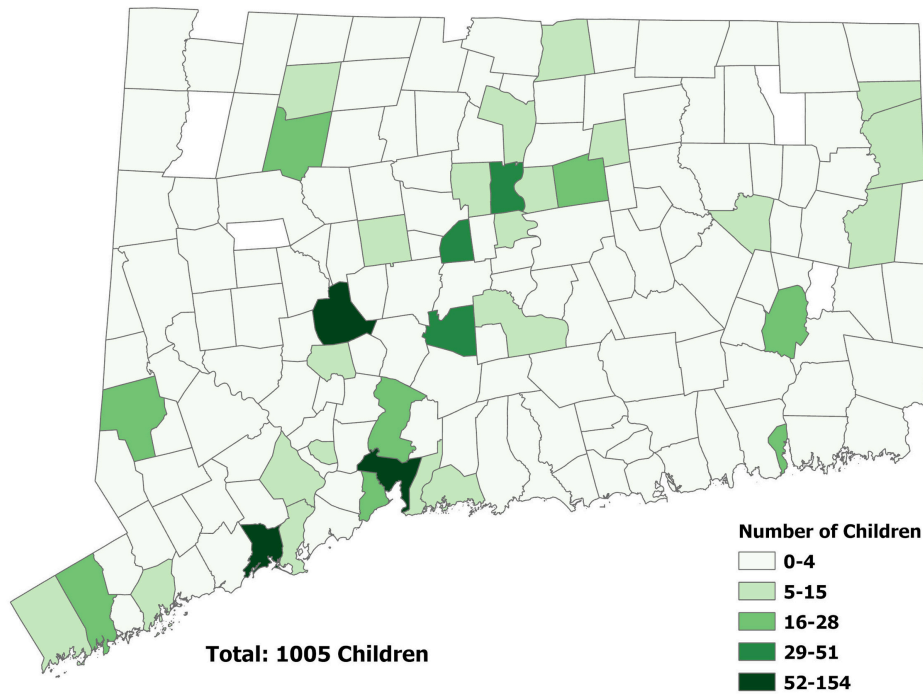 Number of Children
0-4
5-15
16-28
29-51
52-154
Total: 1005 Children